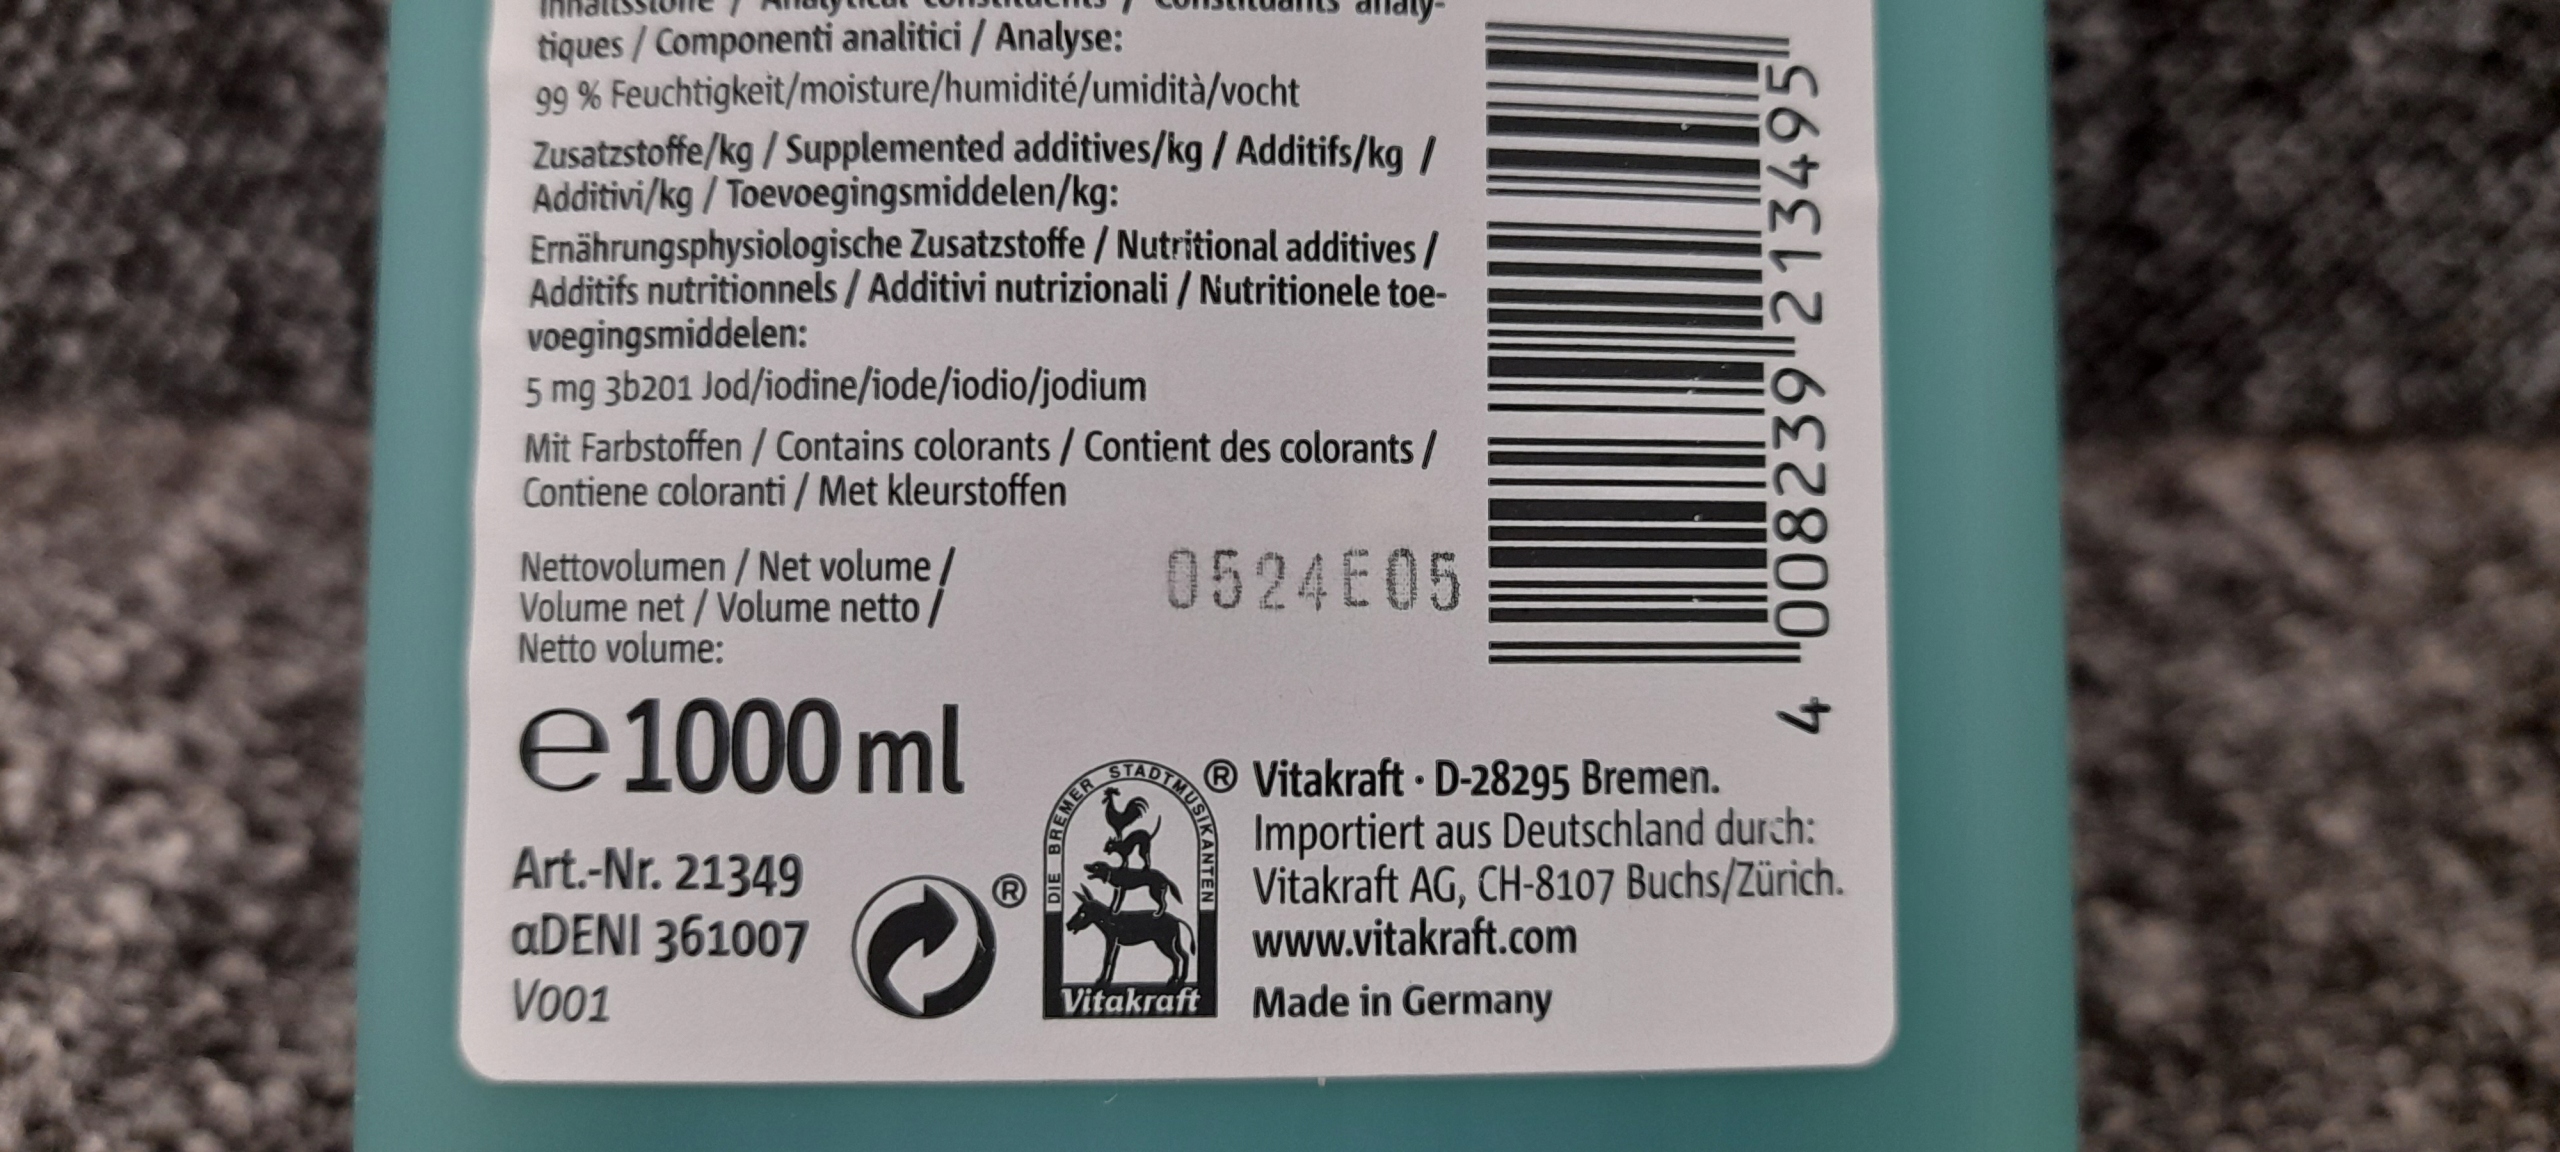 Inhaltsstoffe / Analytical constituents / Constituants analy-
tiques / Componenti analitici / Analyse:
99 % Feuchtigkeit/moisture/humidité/umidità/vocht
Zusatzstoffe/kg / Supplemented additives/kg / Additifs/kg /
Additivi/kg / Toevoegingsmiddelen/kg:
Ernährungsphysiologische Zusatzstoffe / Nutritional additives /
Additifs nutritionnels / Additivi nutrizionali / Nutritionele toe-
voegingsmiddelen:
5 mg 3b201 Jod/iodine/iode/iodio/jodium
Mit Farbstoffen / Contains colorants / Contient des colorants /
Contiene coloranti / Met kleurstoffen
Nettovolumen / Net volume /
Volume net / Volume netto /
Netto volume:
0524E05
℮ 1000 ml
Art.-Nr. 21349
αDENI 361007
V001
®
DIE BREMER STADTMUSIKANTEN
Vitakraft
® Vitakraft · D-28295 Bremen.
Importiert aus Deutschland durch:
Vitakraft AG, CH-8107 Buchs/Zürich.
www.vitakraft.com
Made in Germany
4 008239 213495